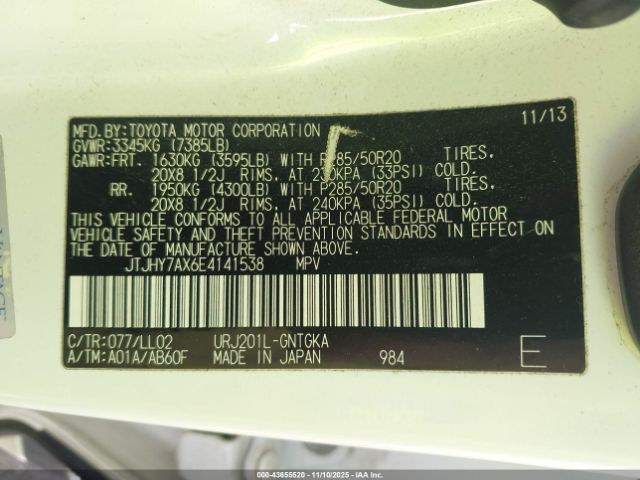 MFD.BY:TOYOTA MOTOR CORPORATION 11/13
GVWR:3345KG (7385LB)
GAWR:FRT. 1630KG (3595LB) WITH P285/50R20 TIRES.
20X8 1/2J RIMS. AT 230KPA (33PSI) COLD.
RR. 1950KG (4300LB) WITH P285/50R20 TIRES.
20X8 1/2J RIMS. AT 240KPA (35PSI) COLD.
THIS VEHICLE CONFORMS TO ALL APPLICABLE FEDERAL MOTOR
VEHICLE SAFETY AND THEFT PREVENTION STANDARDS IN EFFECT ON
THE DATE OF MANUFACTURE SHOWN ABOVE.
JTJHY7AX6E4141538 MPV
C/TR:077/LL02 URJ201L-GNTGKA
A/TM:A01A/AB60F MADE IN JAPAN 984 E
000-43655520 - 11/10/2025 - IAAI.COM